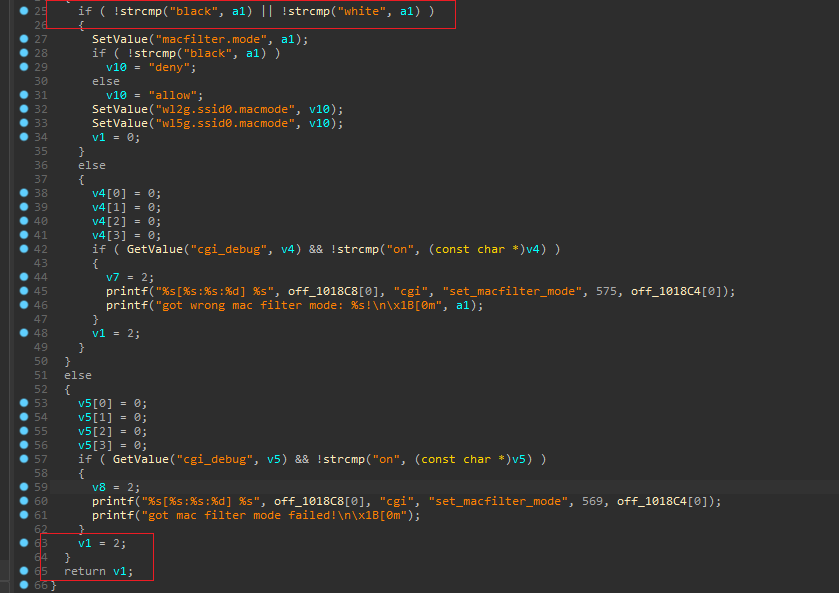 25 if ( !strcmp("black", a1) || !strcmp("white", a1) )
26 {
27 SetValue("macfilter.mode", a1);
28 if ( !strcmp("black", a1) )
29 v10 = "deny";
30 else
31 v10 = "allow";
32 SetValue("wl2g.ssid0.macmode", v10);
33 SetValue("wl5g.ssid0.macmode", v10);
34 v1 = 0;
35 }
36 else
37 {
38 v4[0] = 0;
39 v4[1] = 0;
40 v4[2] = 0;
41 v4[3] = 0;
42 if ( GetValue("cgi_debug", v4) && !strcmp("on", (const char *)v4) )
43 {
44 v7 = 2;
45 printf("%s[%s:%s:%d] %s", off_1018C8[0], "cgi", "set_macfilter_mode", 575, off_1018C4[0]);
46 printf("got wrong mac filter mode: %s!\n\x1B[0m", a1);
47 }
48 v1 = 2;
49 }
50 }
51 else
52 {
53 v5[0] = 0;
54 v5[1] = 0;
55 v5[2] = 0;
56 v5[3] = 0;
57 if ( GetValue("cgi_debug", v5) && !strcmp("on", (const char *)v5) )
58 {
59 v8 = 2;
60 printf("%s[%s:%s:%d] %s", off_1018C8[0], "cgi", "set_macfilter_mode", 569, off_1018C4[0]);
61 printf("got mac filter mode failed!\n\x1B[0m");
62 }
63 v1 = 2;
64 }
65 return v1;
66 }